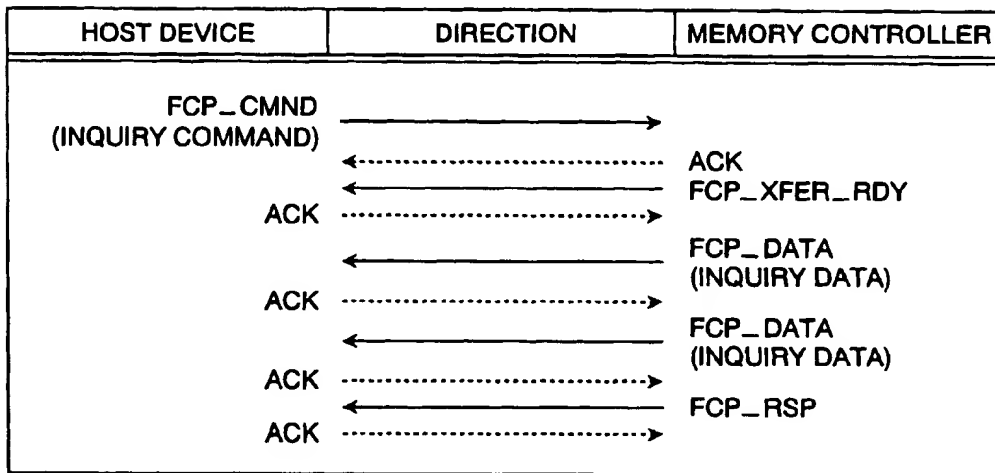 HOST DEVICE DIRECTION MEMORY CONTROLLER
FCP_CMND
(INQUIRY COMMAND)
ACK
FCP_XFER_RDY
ACK
FCP_DATA
(INQUIRY DATA)
ACK
FCP_DATA
(INQUIRY DATA)
ACK
FCP_RSP
ACK